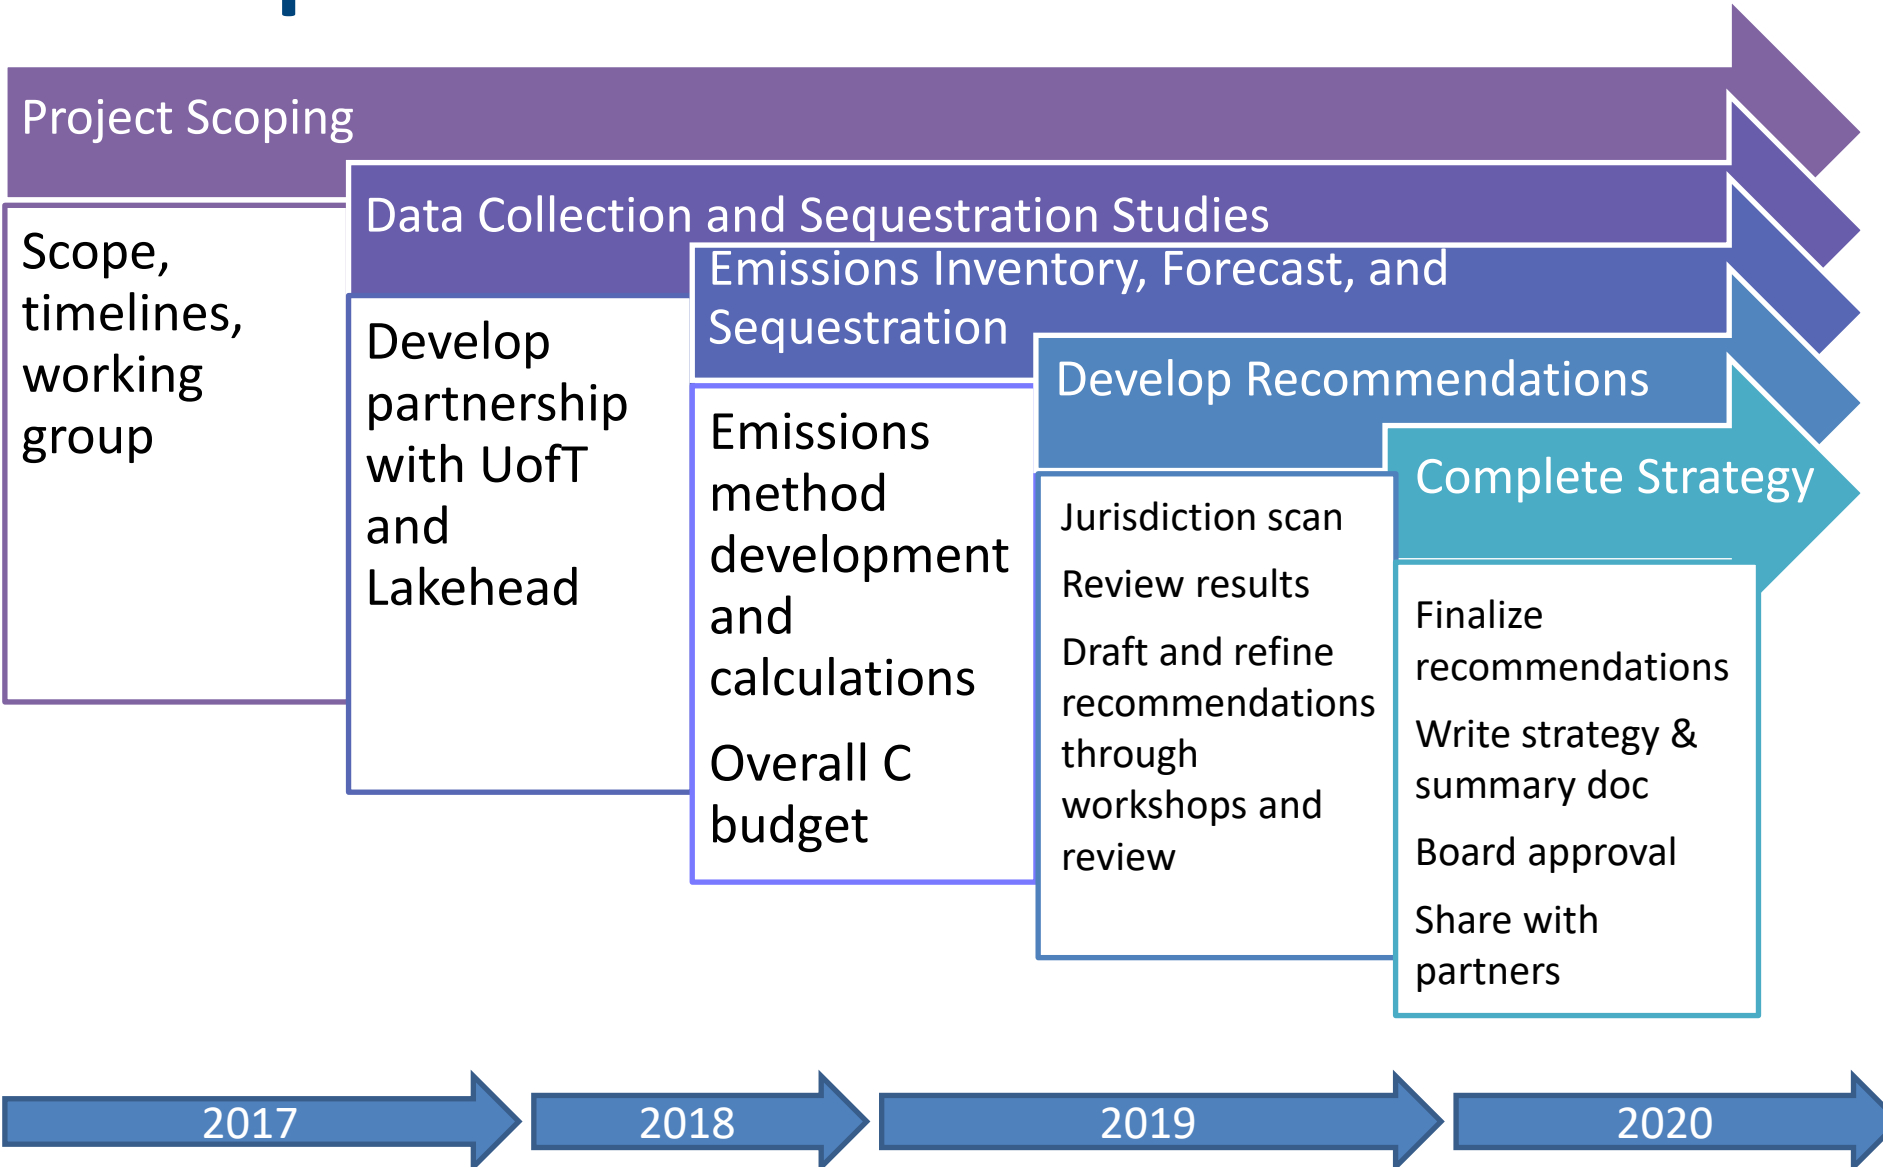 Project Scoping
Scope,
timelines,
working
group
Data Collection and Sequestration Studies
Develop
partnership
with UofT
and
Lakehead
Emissions Inventory, Forecast, and
Sequestration
Emissions
method
development
and
calculations
Overall C
budget
Develop Recommendations
Jurisdiction scan
Review results
Draft and refine
recommendations
through
workshops and
review
Complete Strategy
Finalize
recommendations
Write strategy &
summary doc
Board approval
Share with
partners
2017
2018
2019
2020